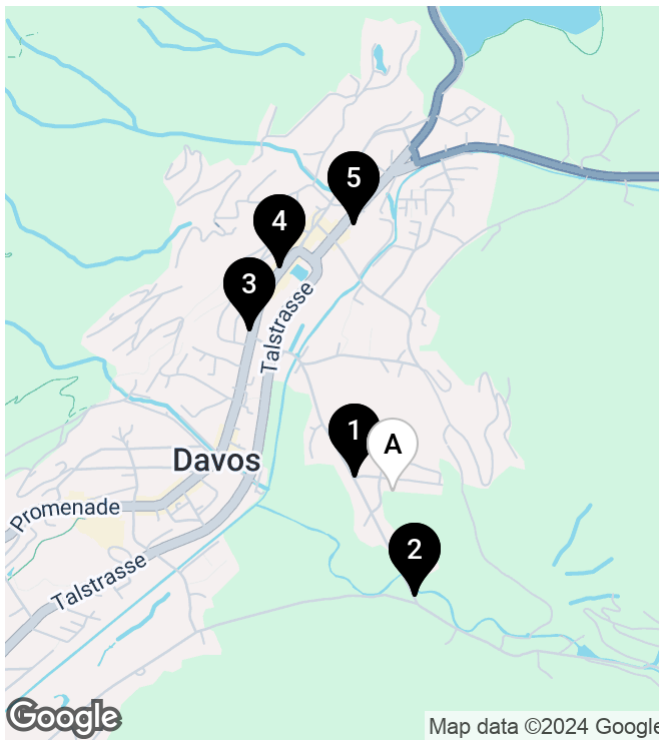 5
4
3
Talstrasse
1
A
Davos
Promenade
2
Talstrasse
Google
Map data ©2024 Google